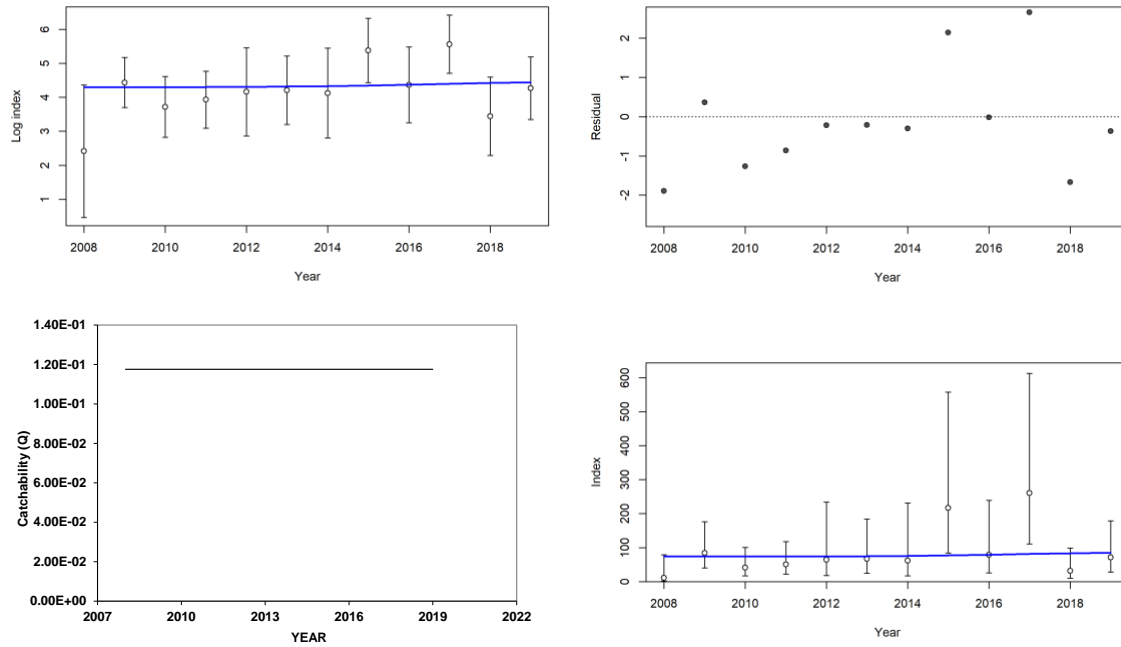 Log index
6
5
4
3
2
1
2008 2010 2012 2014 2016 2018
Year
Residual
2
1
0
-1
-2
2008 2010 2012 2014 2016 2018
Year
Catchability (Q)
1.40E-01
1.20E-01
1.00E-01
8.00E-02
6.00E-02
4.00E-02
2.00E-02
0.00E+00
2007 2010 2013 2016 2019 2022
YEAR
Index
600
500
400
300
200
100
0
2008 2010 2012 2014 2016 2018
Year